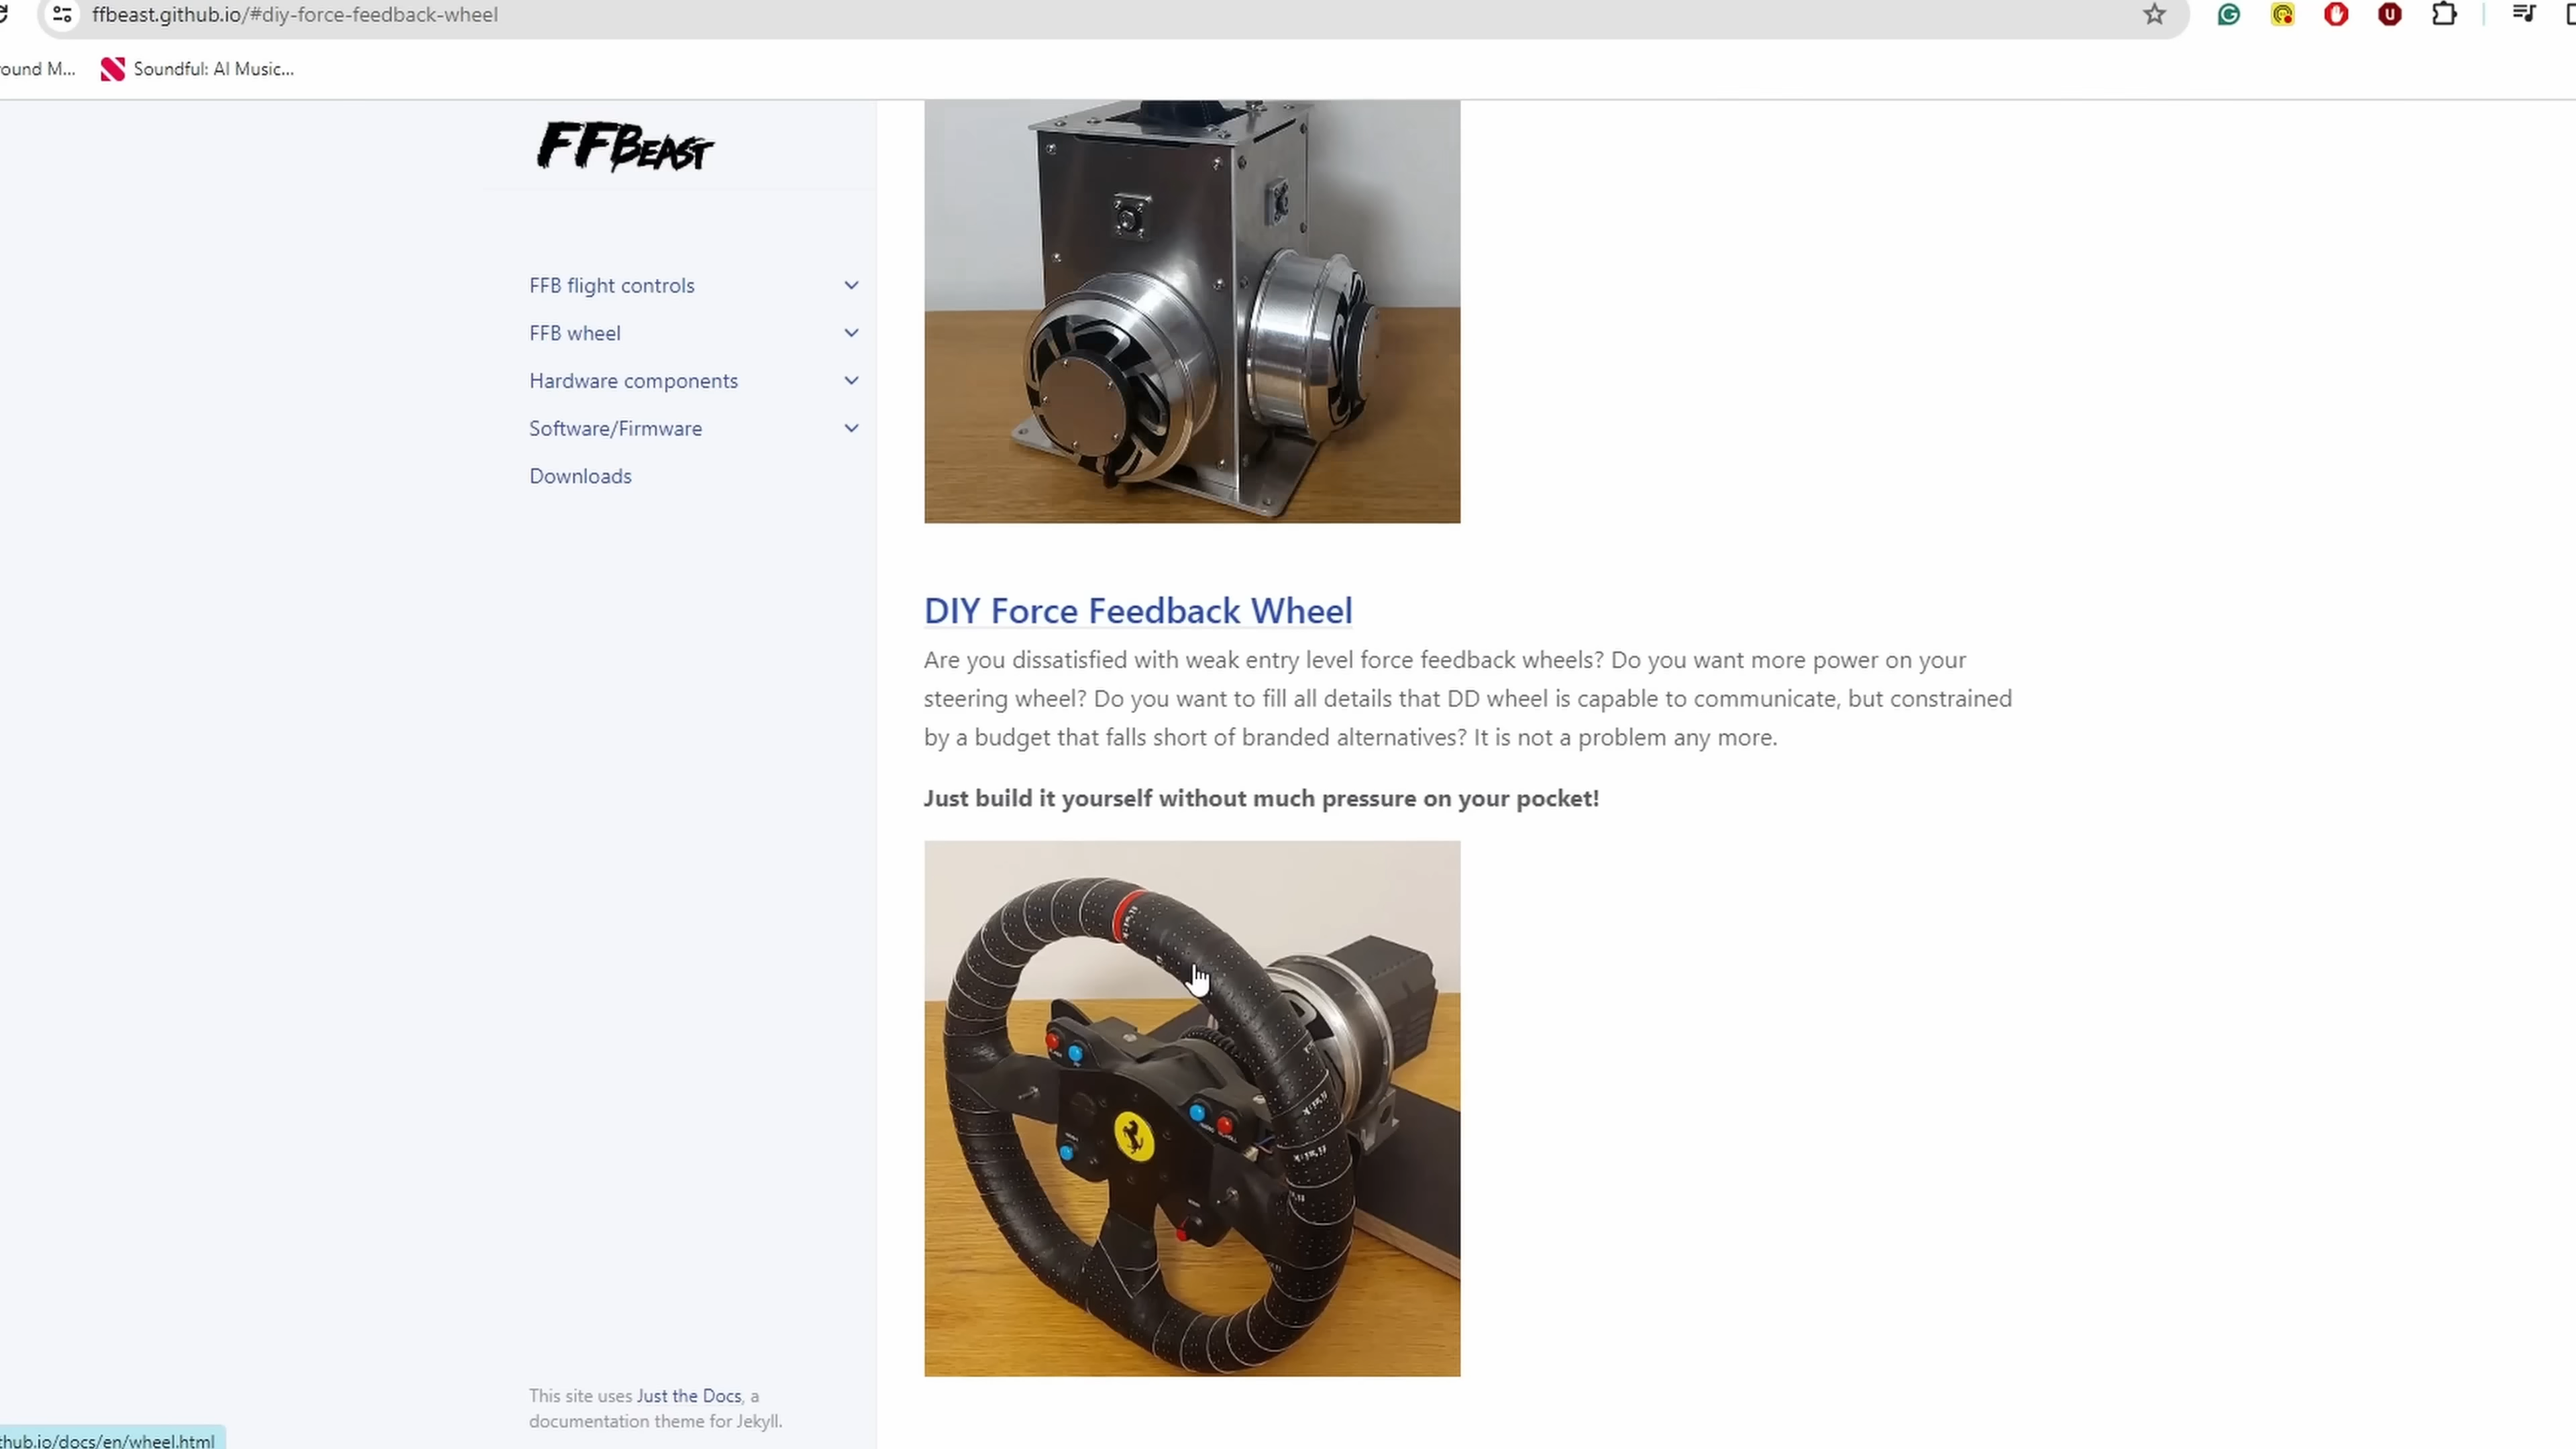 ffbeast.github.io/#diy-force-feedback-wheel
ound M...
Soundful: AI Music...
FFBEAST
FFB flight controls
FFB wheel
Hardware components
Software/Firmware
Downloads
DIY Force Feedback Wheel
Are you dissatisfied with weak entry level force feedback wheels? Do you want more power on your
steering wheel? Do you want to fill all details that DD wheel is capable to communicate, but constrained
by a budget that falls short of branded alternatives? It is not a problem any more.
Just build it yourself without much pressure on your pocket!
This site uses Just the Docs, a
documentation theme for Jekyll.
thub.io/docs/en/wheel.html